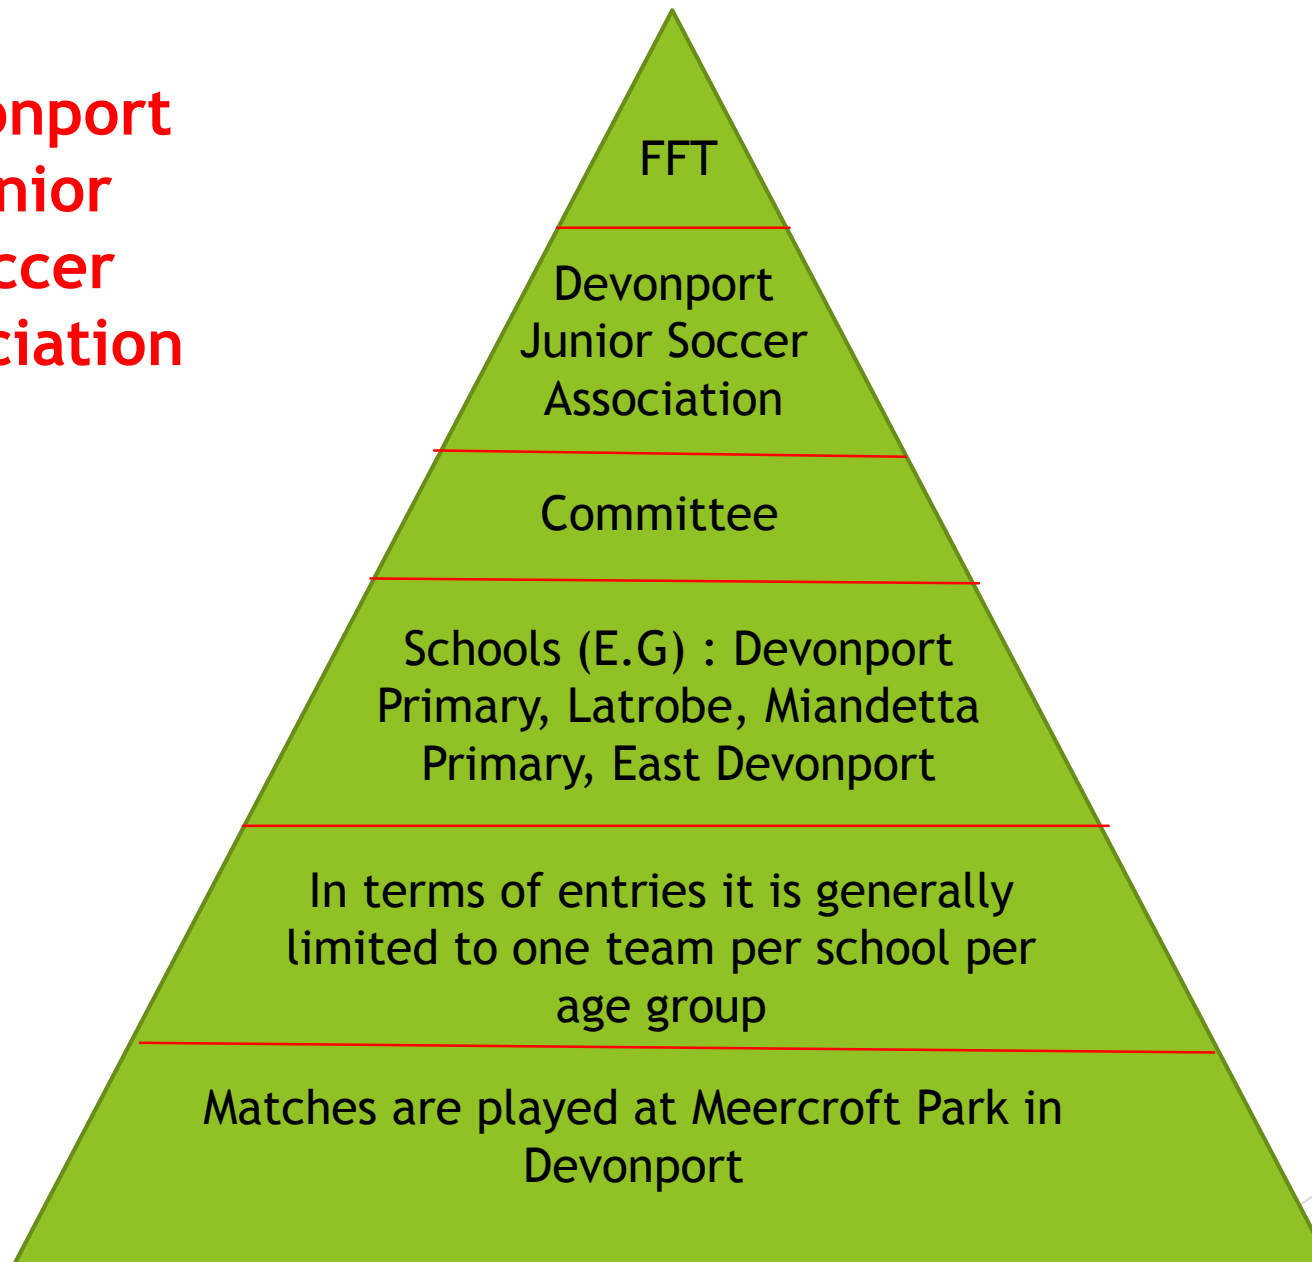 onport
nior
ccer
ciation
FFT
Devonport
Junior Soccer
Association
Committee
Schools (E.G) : Devonport
Primary, Latrobe, Miandetta
Primary, East Devonport
In terms of entries it is generally
limited to one team per school per
age group
Matches are played at Meercroft Park in
Devonport